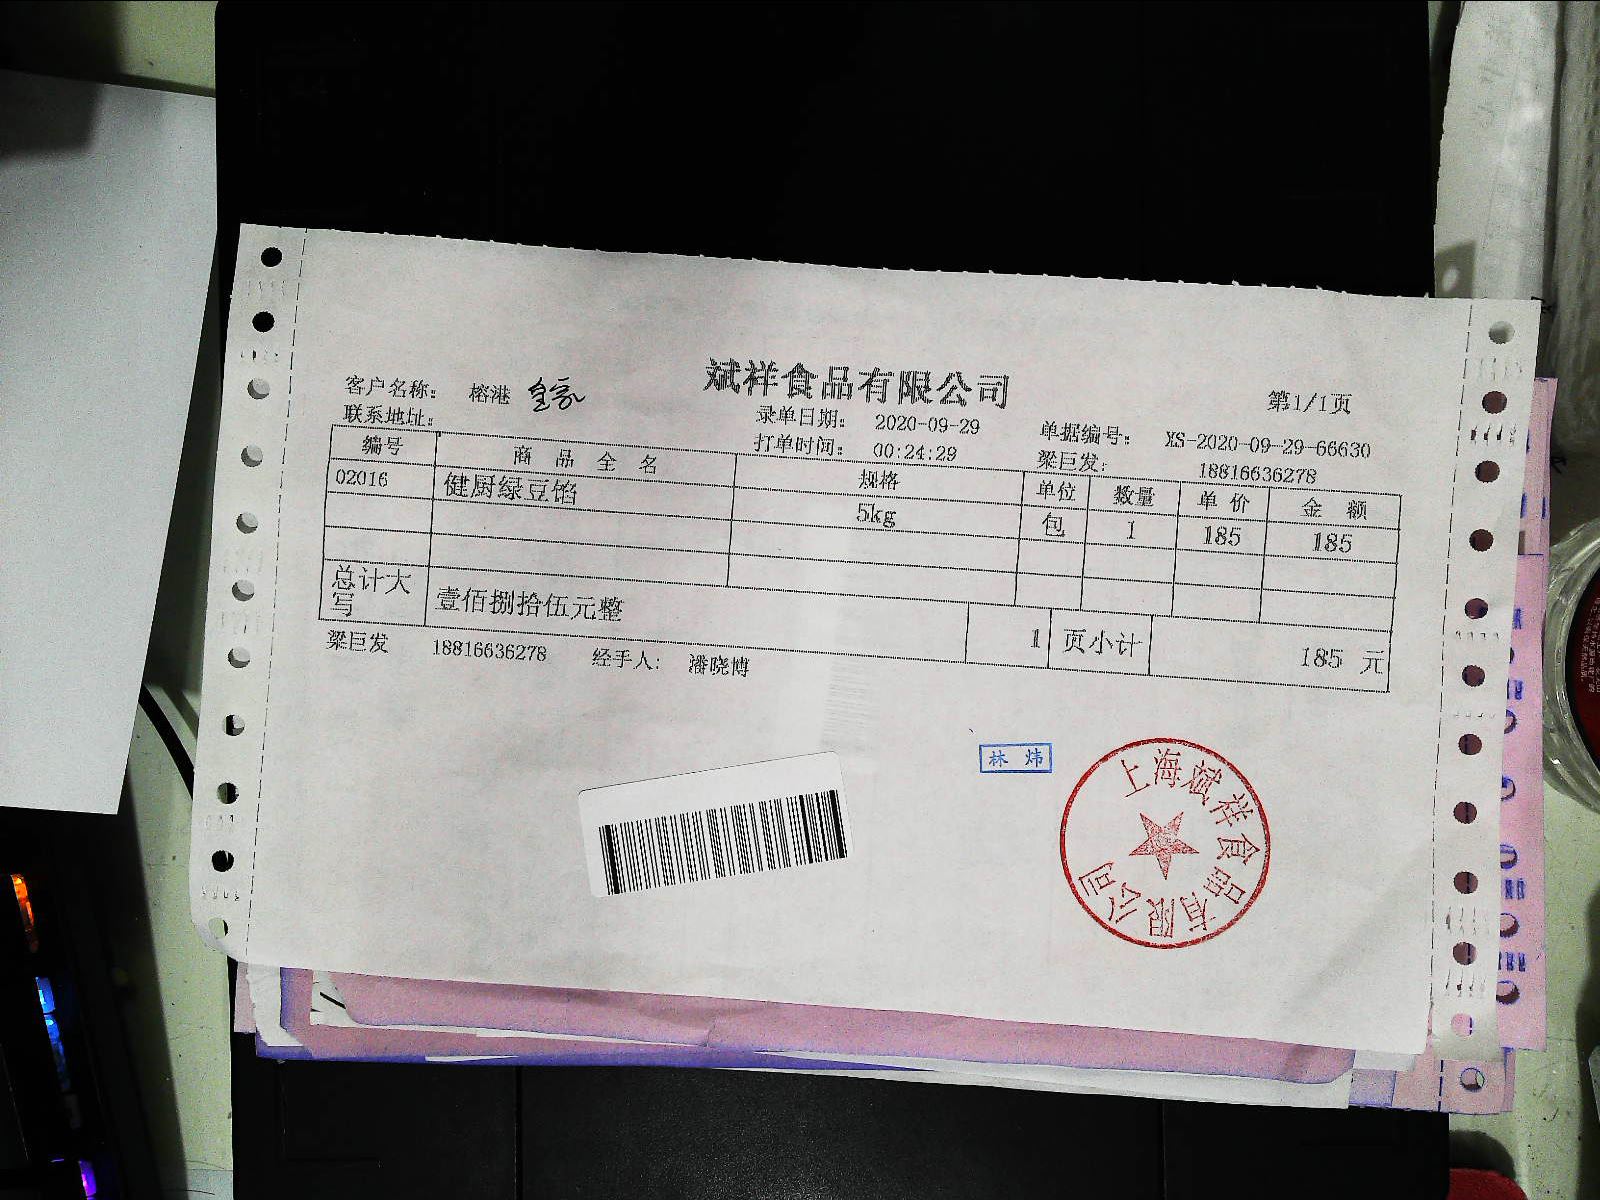 斌祥食品有限公司
客户名称： 榕港
第1/1页
联系地址：
录单日期： 2020-09-29
单据编号： XS-2020-09-29-66630
打单时间： 00:24:29
梁巨发： 18816636278
编号 商 品 全 名 规格 单位 数量 单 价 金 额
02016 健厨绿豆馅 5kg 包 1 185 185
总计大写 壹佰捌拾伍元整 1 页小计 185 元
梁巨发 18816636278 经手人： 潘晓博
林 炜
上海斌祥食品有限公司